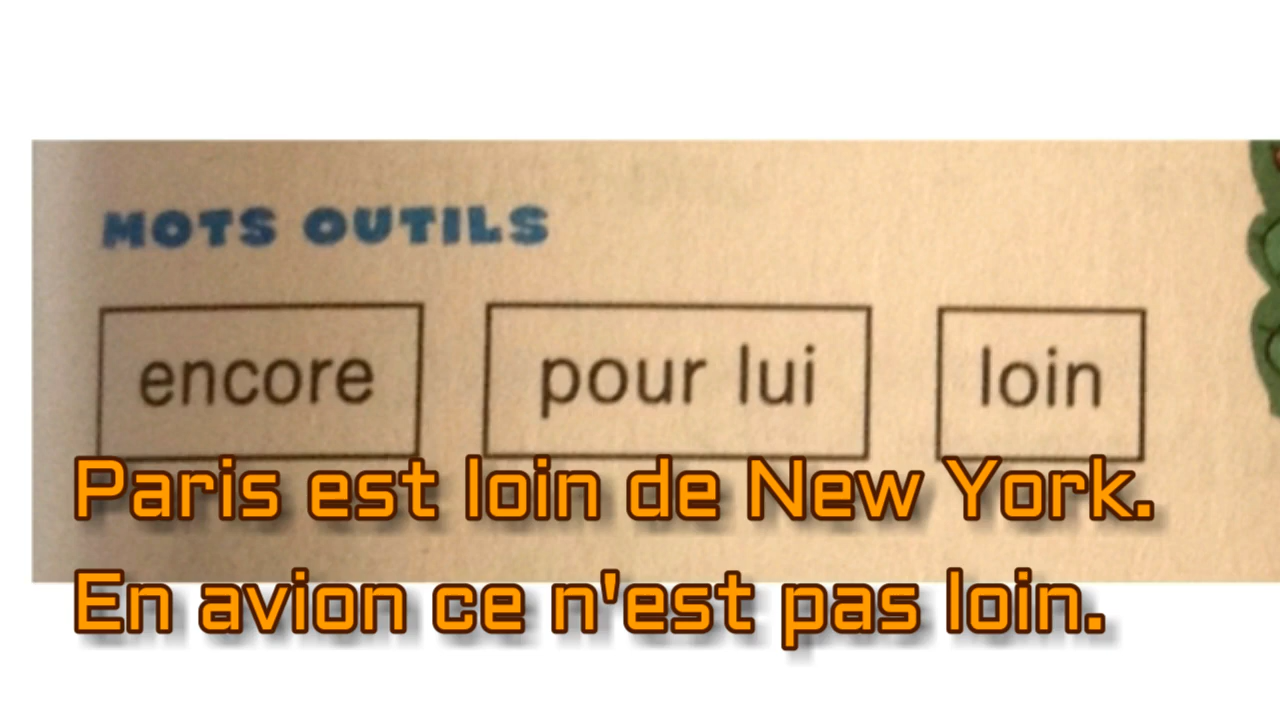 MOTS OUTILS
encore pour lui loin
Paris est loin de New York.
En avion ce n'est pas loin.